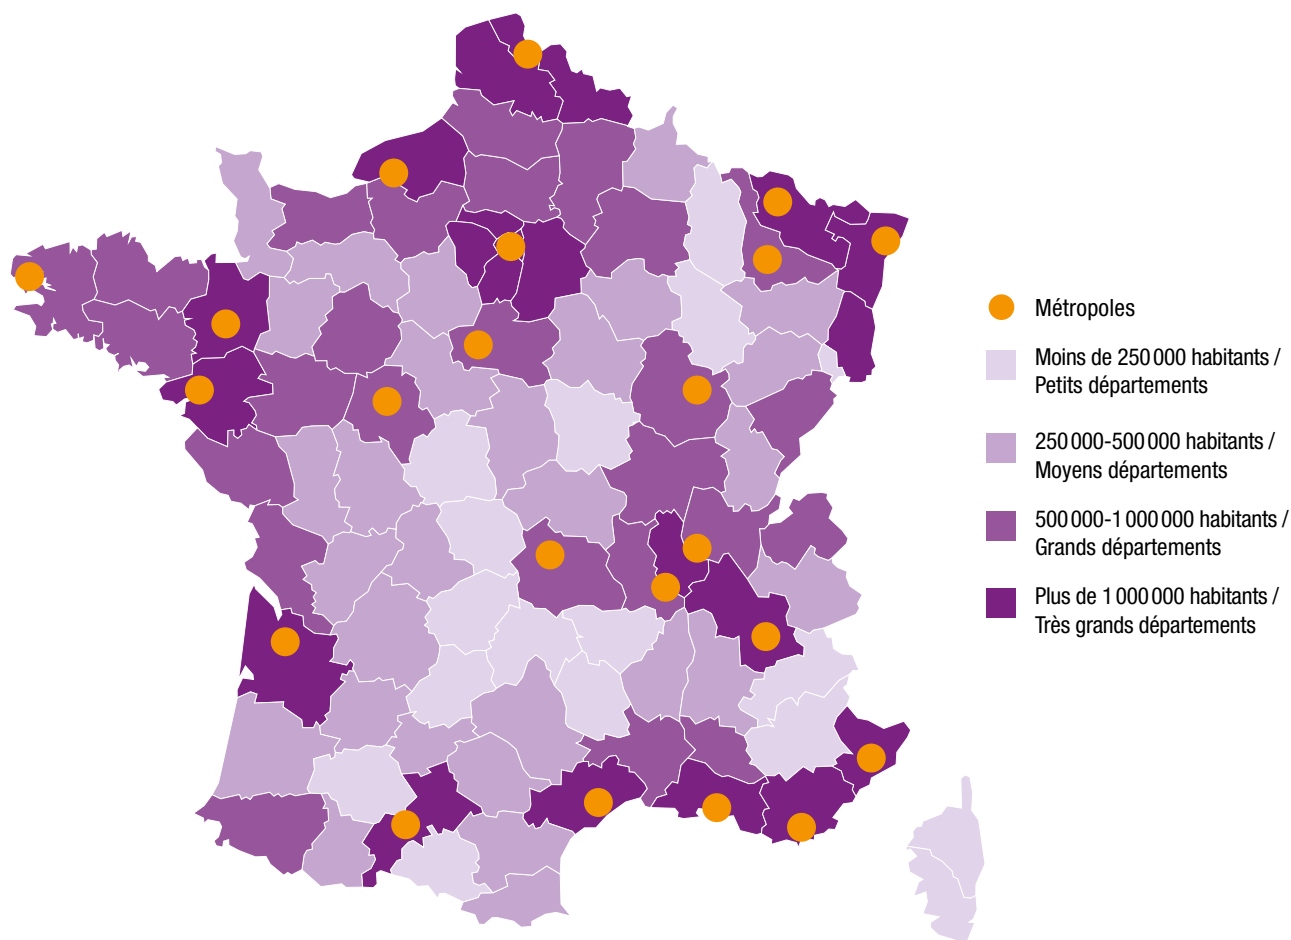 Métropoles
Moins de 250 000 habitants /
Petits départements
250 000-500 000 habitants /
Moyens départements
500 000-1 000 000 habitants /
Grands départements
Plus de 1 000 000 habitants /
Très grands départements